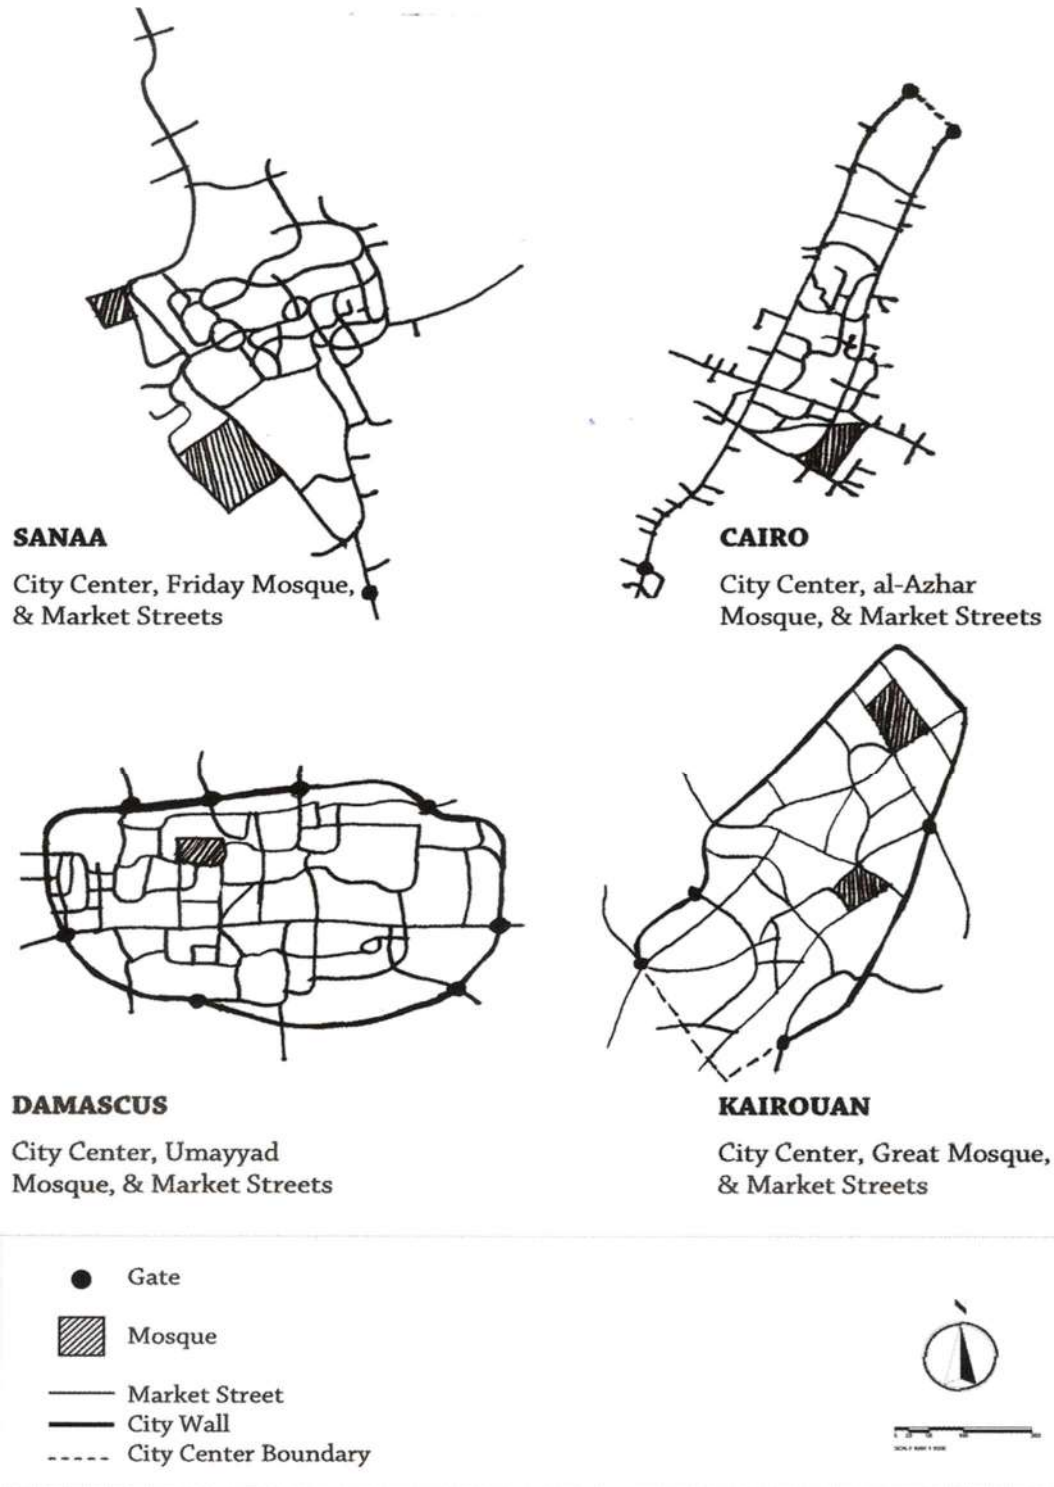 SANAA
City Center, Friday Mosque,
& Market Streets
CAIRO
City Center, al-Azhar
Mosque, & Market Streets
DAMASCUS
City Center, Umayyad
Mosque, & Market Streets
KAIROUAN
City Center, Great Mosque,
& Market Streets
Gate
Mosque
Market Street
City Wall
City Center Boundary